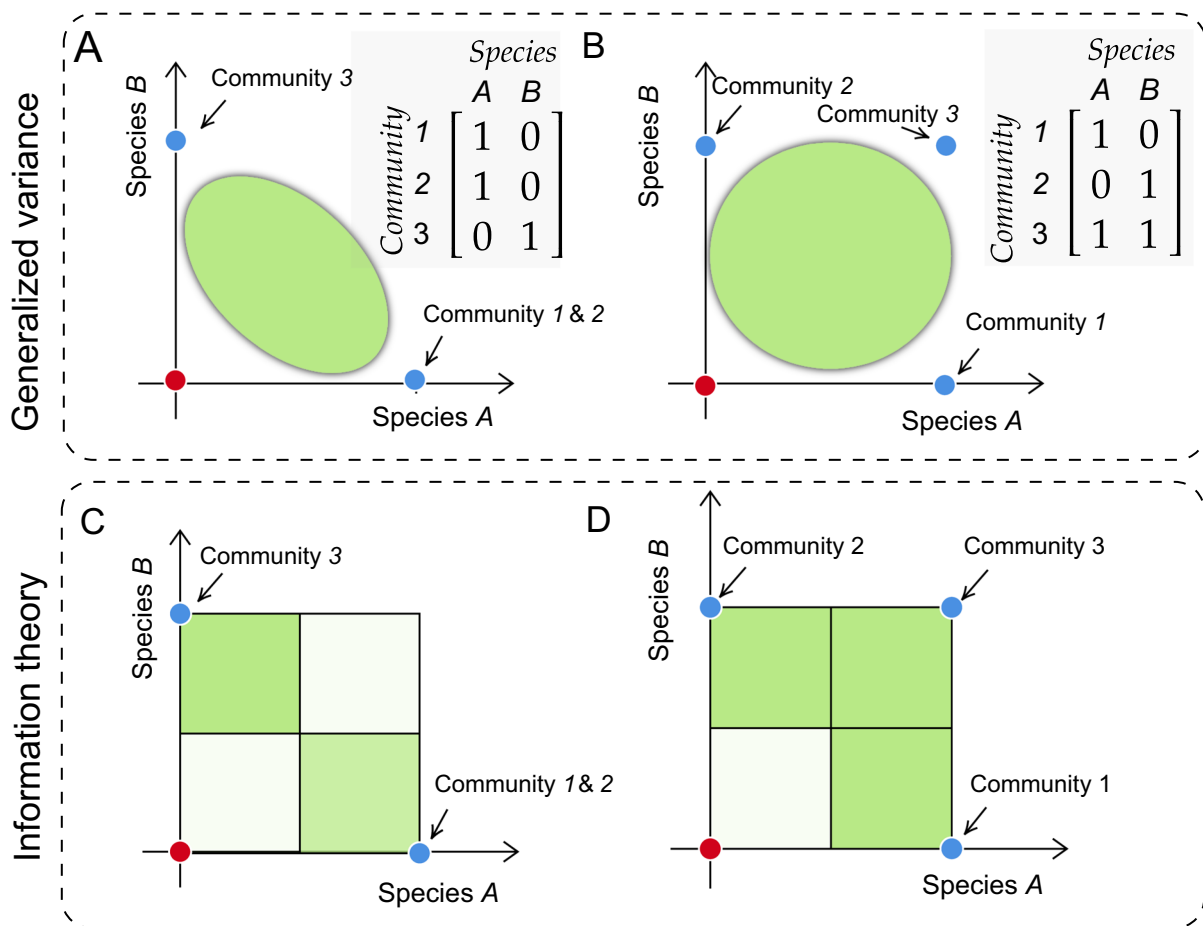 Generalized variance
A
Species B
Community 3
Species
A B
Community
1 [1 0]
2 [1 0]
3 [0 1]
Community 1 & 2
Species A
B
Species B
Community 2
Community 3
Species
A B
Community
1 [1 0]
2 [0 1]
3 [1 1]
Community 1
Species A
Information theory
C
Species B
Community 3
Community 1 & 2
Species A
D
Species B
Community 2
Community 3
Community 1
Species A